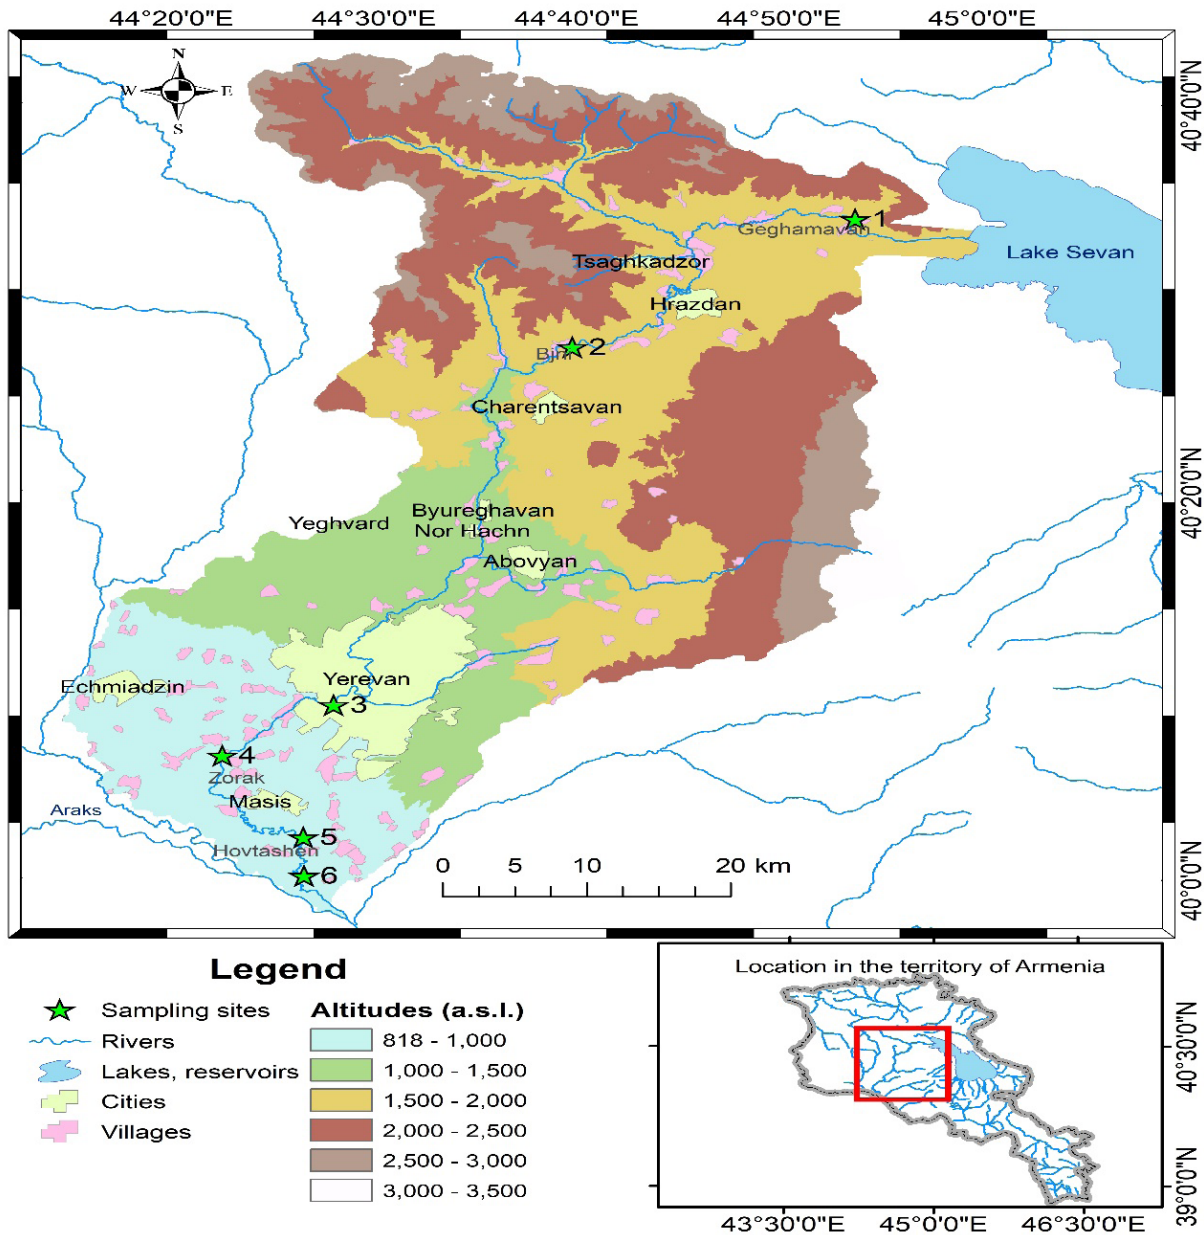 44°20'0"E 44°30'0"E 44°40'0"E 44°50'0"E 45°0'0"E
N
W E
S
40°40'0"N
1
Geghamavan
Lake Sevan
Tsaghkadzor
Hrazdan
2
Bjni
Charentsavan
40°20'0"N
Byureghavan
Yeghvard
Nor Hachn
Abovyan
Echmiadzin
Yerevan
3
4
Zorak
Masis
Araks
5
Hovtashen
6
0 5 10 20 km
40°0'0"N
Legend
Sampling sites
Rivers
Lakes, reservoirs
Cities
Villages
Altitudes (a.s.l.)
818 - 1,000
1,000 - 1,500
1,500 - 2,000
2,000 - 2,500
2,500 - 3,000
3,000 - 3,500
Location in the territory of Armenia
40°30'0"N
39°0'0"N
43°30'0"E 45°0'0"E 46°30'0"E